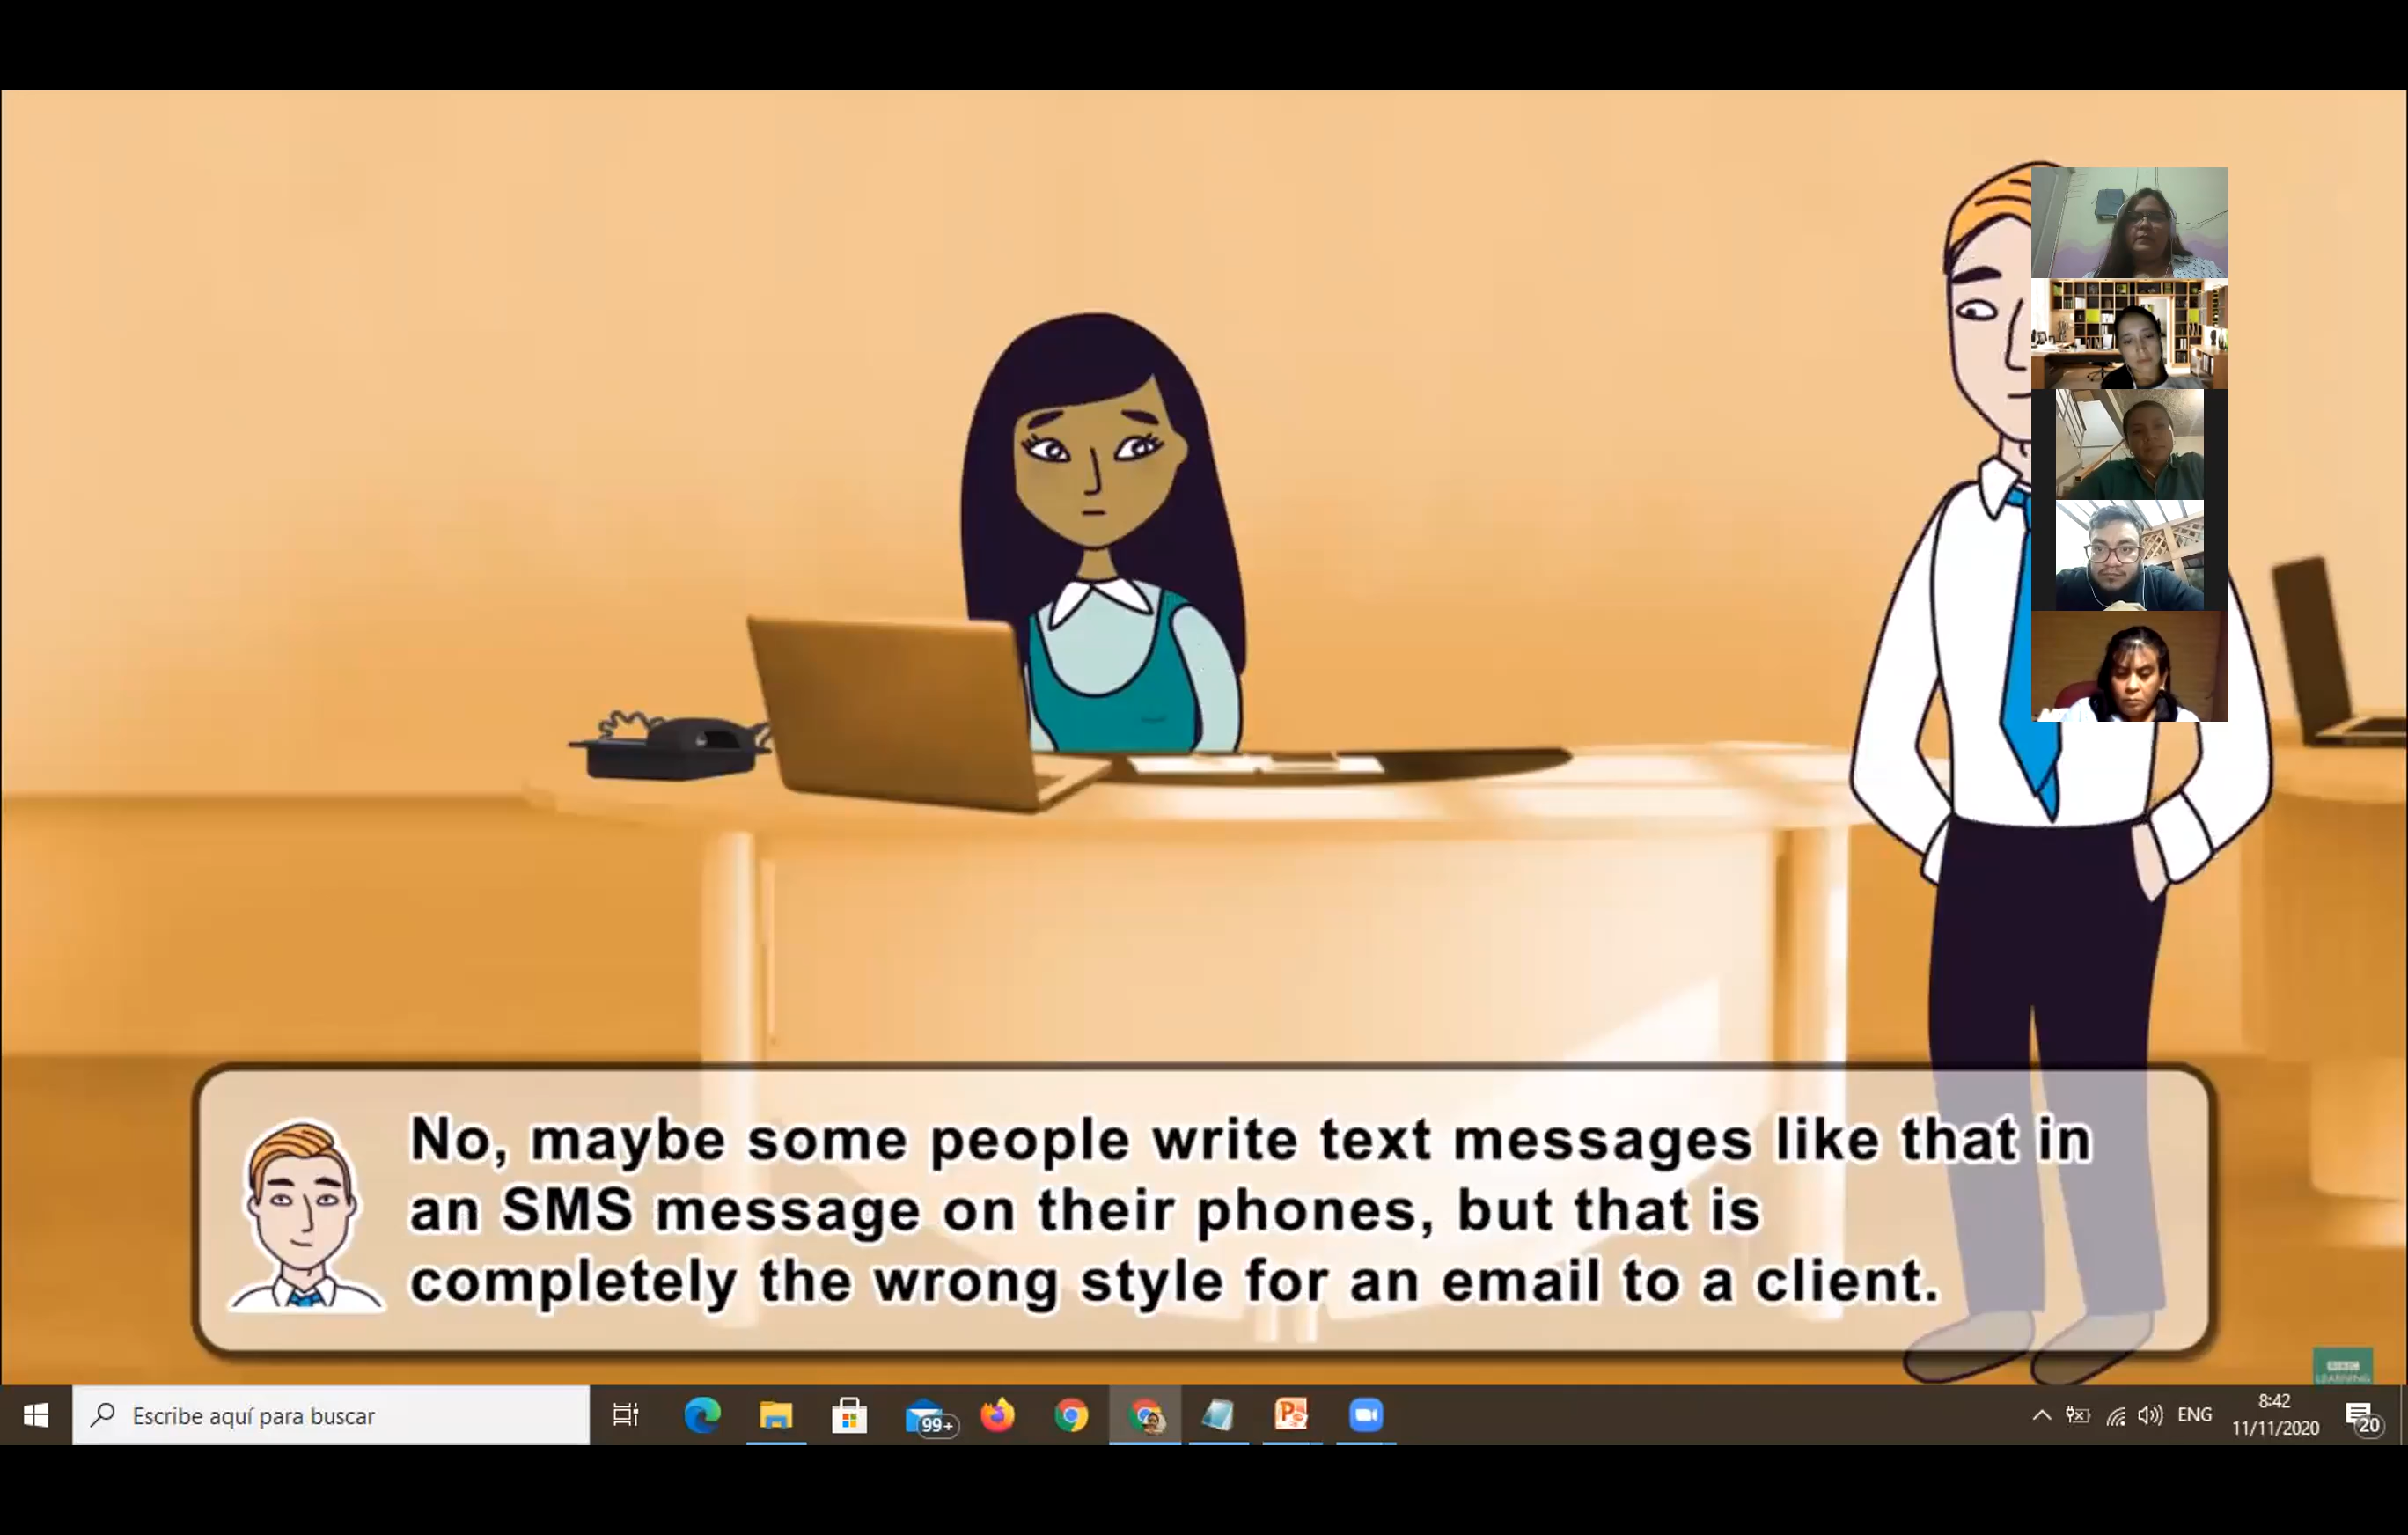 No, maybe some people write text messages like that in
an SMS message on their phones, but that is
completely the wrong style for an email to a client.
BBC
LEARNING
Escribe aquí para buscar
99+
ENG
8:42
11/11/2020
20